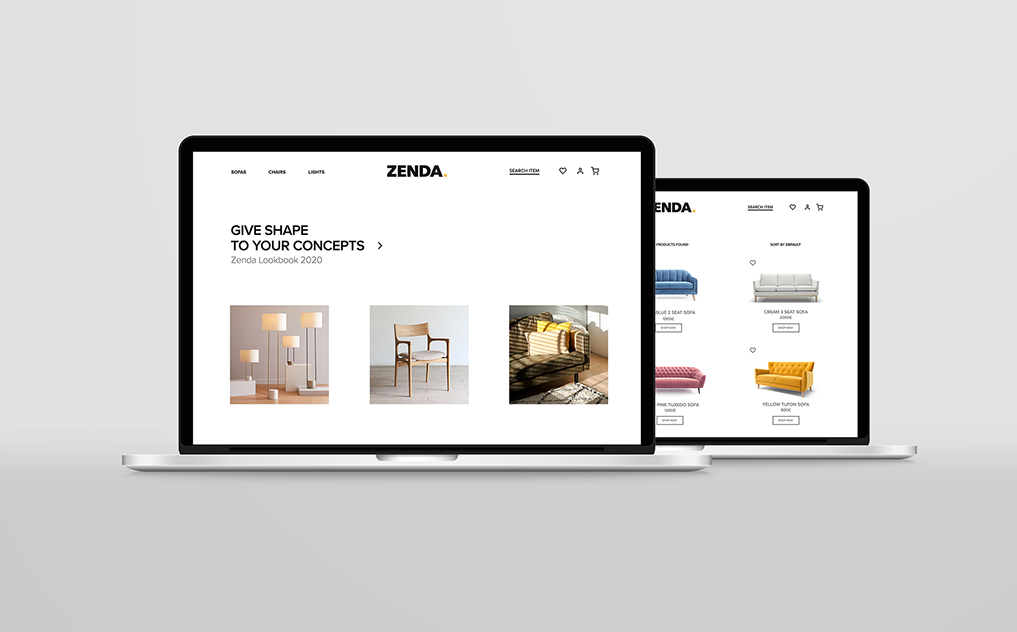 SOFAS CHAIRS LIGHTS
ZENDA.
SEARCH ITEM
GIVE SHAPE
TO YOUR CONCEPTS
Zenda Lookbook 2020
ENDA.
SEARCH ITEM
PRODUCTS FOUND
SORT BY DEFAULT
BLUE 2 SEAT SOFA
1000€
SHOP NOW
CREAM 3 SEAT SOFA
2000€
SHOP NOW
PINK TUXEDO SOFA
1200€
SHOP NOW
YELLOW TUFON SOFA
800€
SHOP NOW